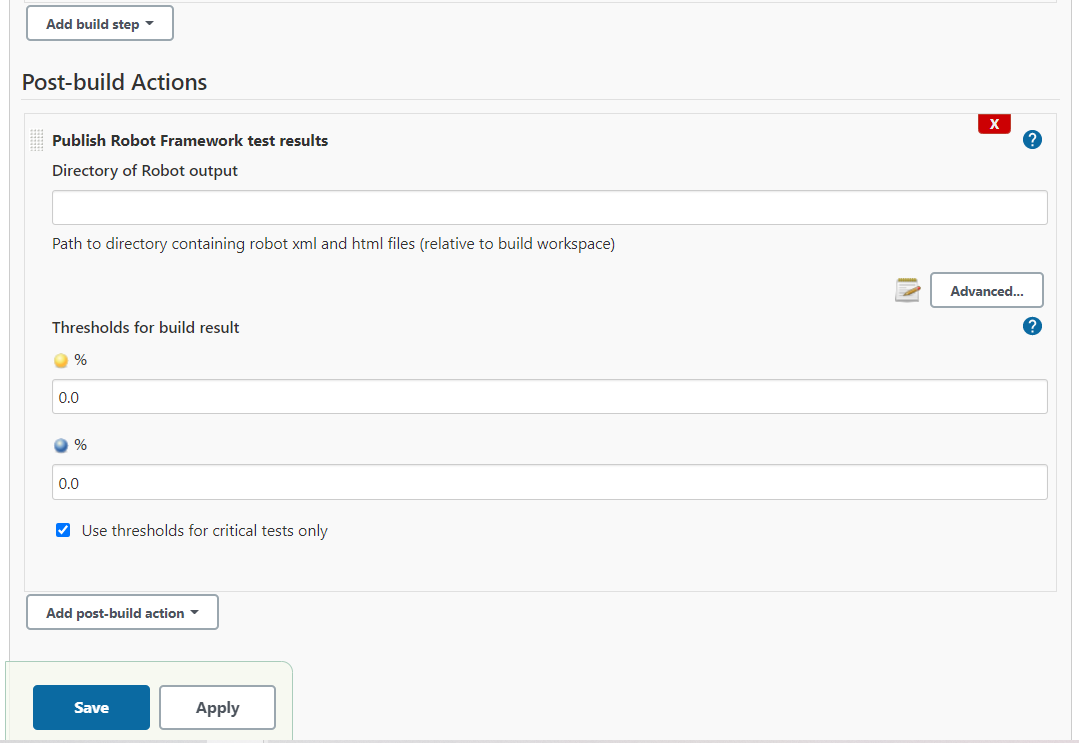 Add build step
Post-build Actions
X
Publish Robot Framework test results
?
Directory of Robot output
Path to directory containing robot xml and html files (relative to build workspace)
Advanced...
Thresholds for build result
?
%
0.0
%
0.0
Use thresholds for critical tests only
Add post-build action
Save Apply